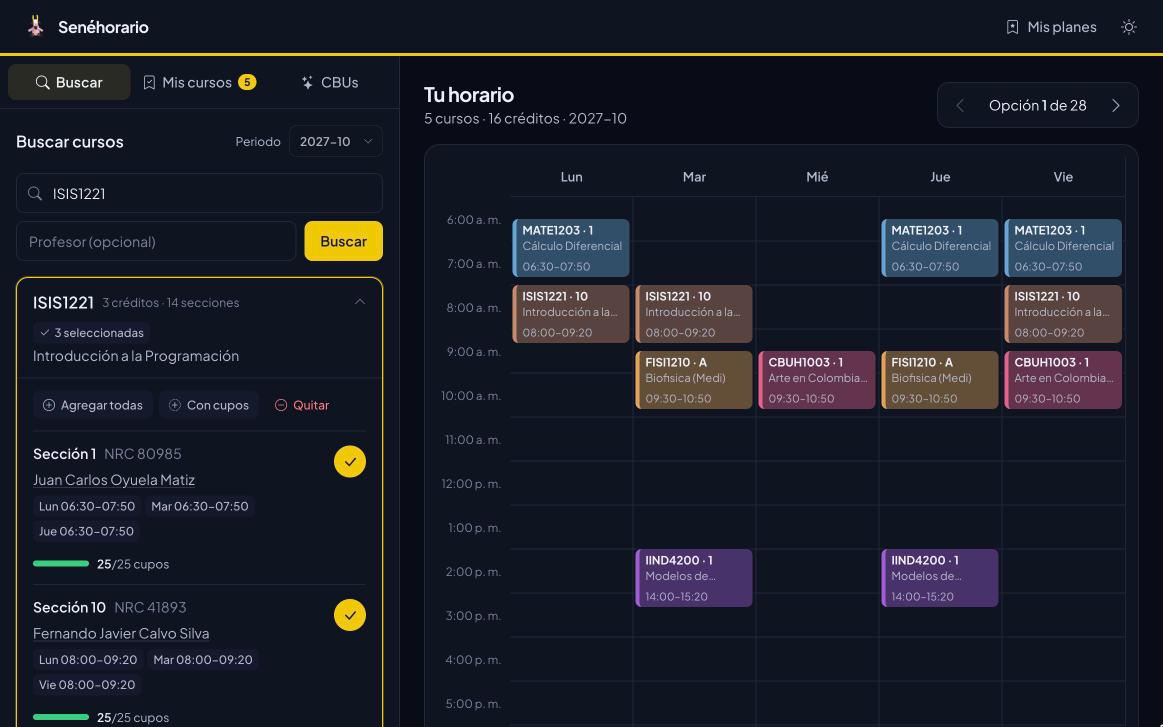 Senéhorario
Mis planes
Buscar
Mis cursos 5
CBUs
Buscar cursos
Periodo 2027-10
ISIS1221
Profesor (opcional)
Buscar
ISIS1221 3 créditos · 14 secciones
3 seleccionadas
Introducción a la Programación
Agregar todas Con cupos Quitar
Sección 1 NRC 80985
Juan Carlos Oyuela Matiz
Lun 06:30–07:50 Mar 06:30–07:50
Jue 06:30–07:50
25/25 cupos
Sección 10 NRC 41893
Fernando Javier Calvo Silva
Lun 08:00–09:20 Mar 08:00–09:20
Vie 08:00–09:20
25/25 cupos
Tu horario
5 cursos · 16 créditos · 2027-10
Opción 1 de 28
Lun Mar Mié Jue Vie
6:00 a. m.
7:00 a. m.
8:00 a. m.
9:00 a. m.
10:00 a. m.
11:00 a. m.
12:00 p. m.
1:00 p. m.
2:00 p. m.
3:00 p. m.
4:00 p. m.
5:00 p. m.
MATE1203 · 1
Cálculo Diferencial
06:30–07:50
ISIS1221 · 10
Introducción a la...
08:00–09:20
ISIS1221 · 10
Introducción a la...
08:00–09:20
FISI1210 · A
Biofisica (Medi)
09:30–10:50
IIND4200 · 1
Modelos de...
14:00–15:20
CBUH1003 · 1
Arte en Colombia...
09:30–10:50
MATE1203 · 1
Cálculo Diferencial
06:30–07:50
FISI1210 · A
Biofisica (Medi)
09:30–10:50
IIND4200 · 1
Modelos de...
14:00–15:20
MATE1203 · 1
Cálculo Diferencial
06:30–07:50
ISIS1221 · 10
Introducción a la...
08:00–09:20
CBUH1003 · 1
Arte en Colombia...
09:30–10:50